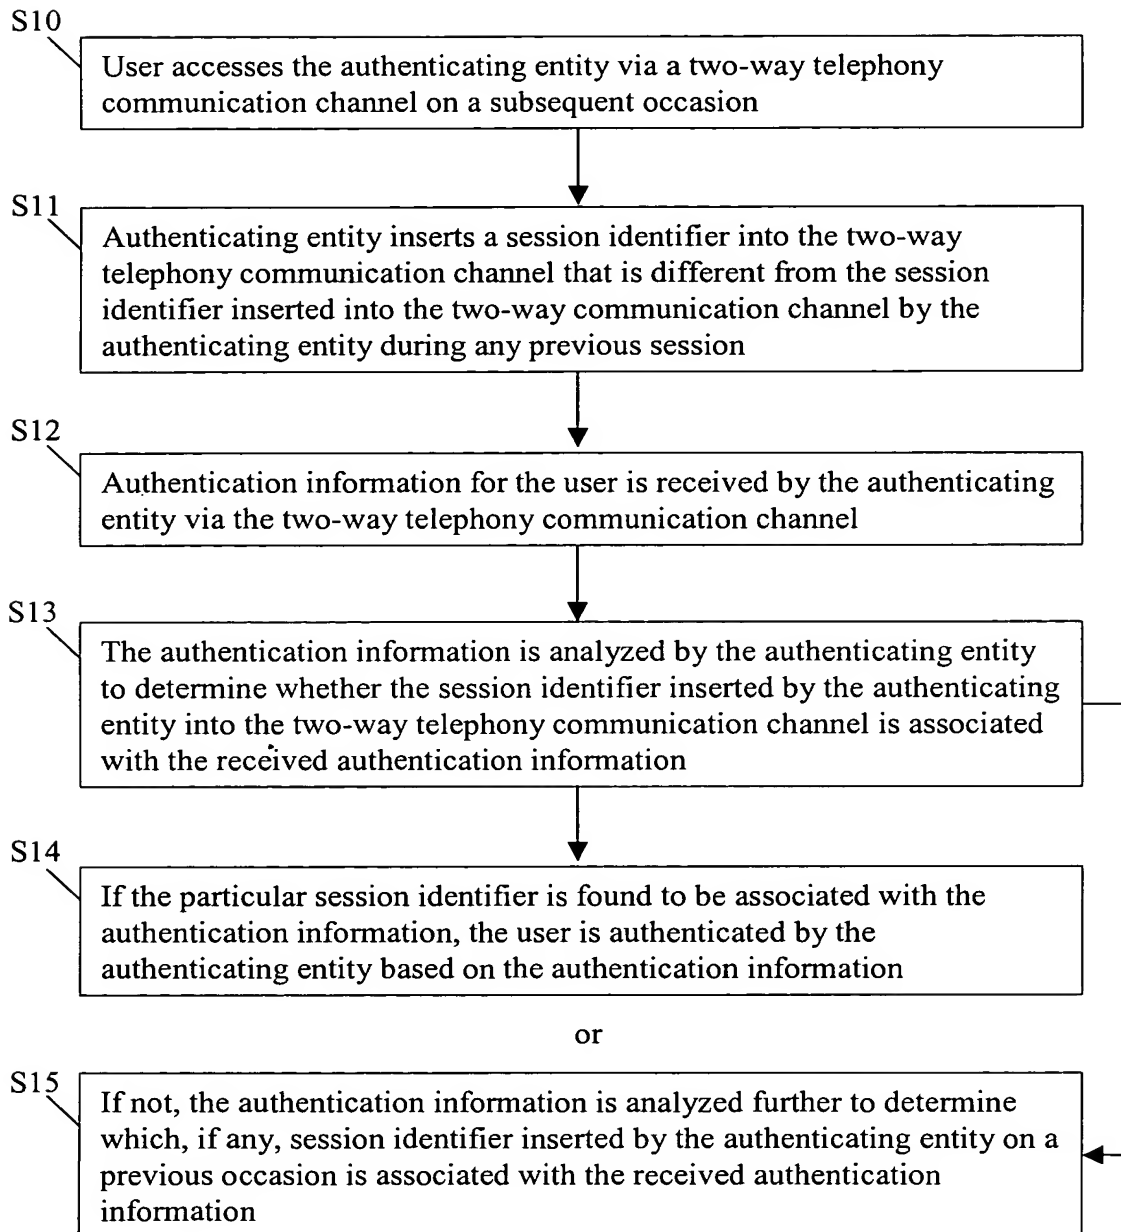 S10
User accesses the authenticating entity via a two-way telephony
communication channel on a subsequent occasion
S11
Authenticating entity inserts a session identifier into the two-way
telephony communication channel that is different from the session
identifier inserted into the two-way communication channel by the
authenticating entity during any previous session
S12
Authentication information for the user is received by the authenticating
entity via the two-way telephony communication channel
S13
The authentication information is analyzed by the authenticating entity
to determine whether the session identifier inserted by the authenticating
entity into the two-way telephony communication channel is associated
with the received authentication information
S14
If the particular session identifier is found to be associated with the
authentication information, the user is authenticated by the
authenticating entity based on the authentication information
or
S15
If not, the authentication information is analyzed further to determine
which, if any, session identifier inserted by the authenticating entity on a
previous occasion is associated with the received authentication
information